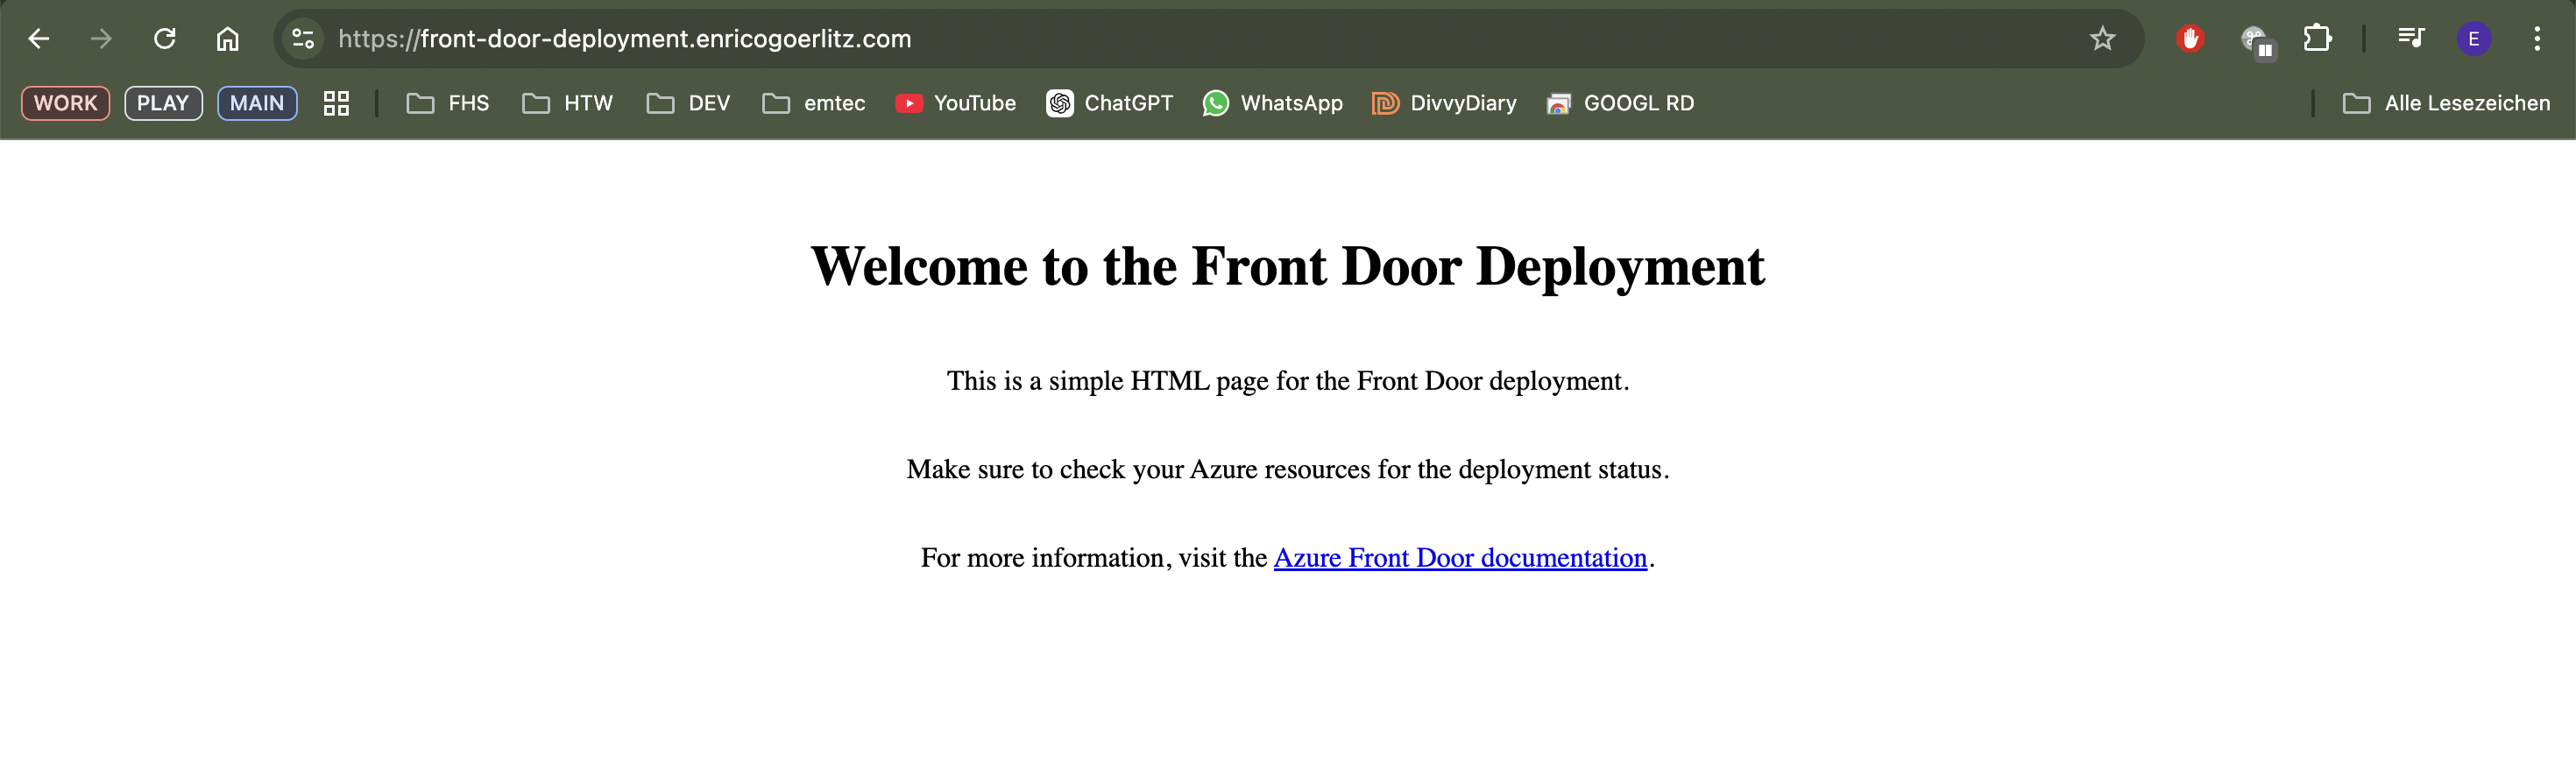 https://front-door-deployment.enricogoerlitz.com
E
WORK PLAY MAIN FHS HTW DEV emtec YouTube ChatGPT WhatsApp DivvyDiary GOOGL RD Alle Lesezeichen
Welcome to the Front Door Deployment
This is a simple HTML page for the Front Door deployment.
Make sure to check your Azure resources for the deployment status.
For more information, visit the Azure Front Door documentation.